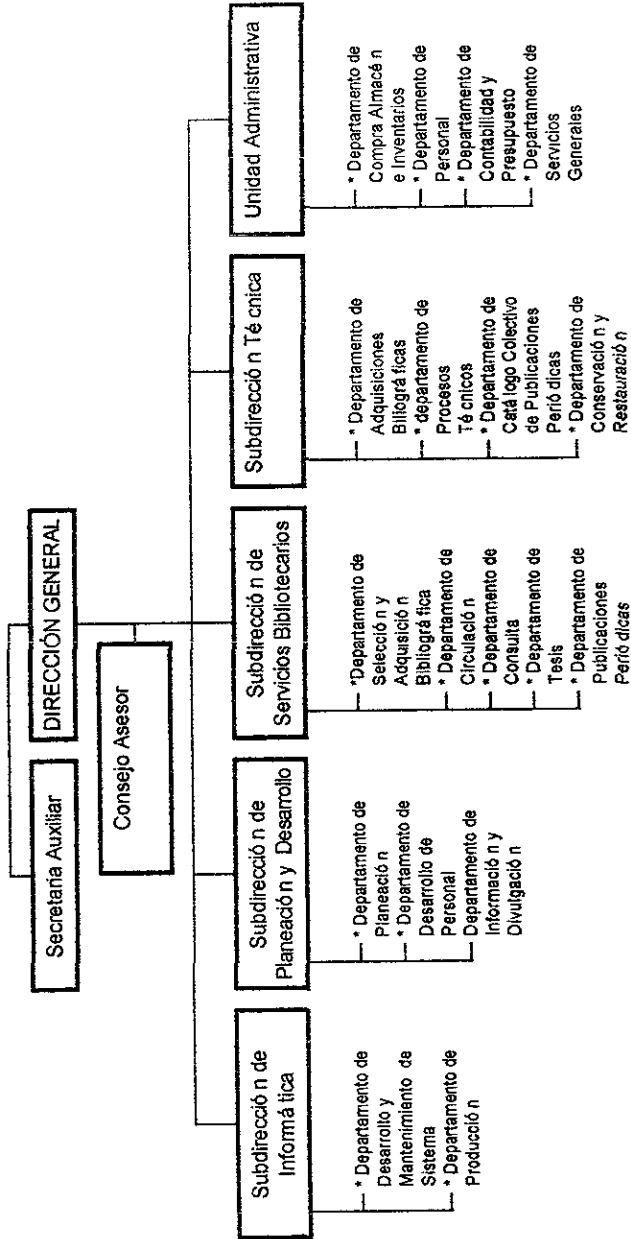 Secretaria Auxiliar
DIRECCIÓN GENERAL
Consejo Asesor
Subdirecció n de
Informá tica
* Departamento de
Desarrollo y
Mantenimiento de
Sistema
* Departamento de
Producció n
Subdirecció n de
Planeació n y Desarrollo
* Departamento de
Planeació n
* Departamento de
Desarrollo de
Personal
Departamento de
Informació n y
Divulgació n
Subdirecció n de
Servicios Bibliotecarios
*Departamento de
Selecció n y
Adquisició n
Bibliográ fica
* Departamento de
Circulació n
* Departamento de
Consulta
* Departamento de
Tesis
* Departamento de
Publicaciones
Perió dicas
Subdirecció n Té cnica
* Departamento de
Adquisiciones
Biliográ ficas
* departamento de
Procesos
Té cnicos
* Departamento de
Catá logo Colectivo
de Publicaciones
Perió dicas
* Departamento de
Conservació n y
Restauració n
Unidad Administrativa
* Departamento de
Compra Almacé n
e Inventarios
* Departamento de
Personal
* Departamento de
Contabilidad y
Presupuesto
* Departamento de
Servicios
Generales